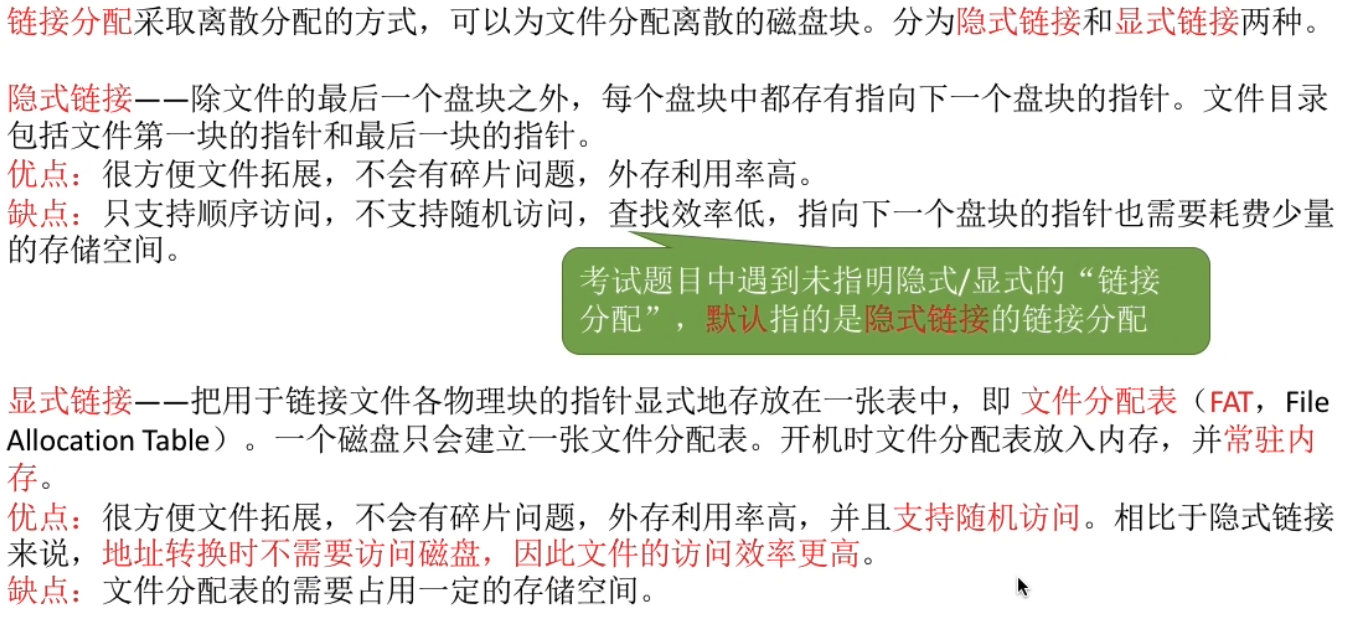 链接分配采取离散分配的方式，可以为文件分配离散的磁盘块。分为隐式链接和显式链接两种。
隐式链接——除文件的最后一个盘块之外，每个盘块中都存有指向下一个盘块的指针。文件目录
包括文件第一块的指针和最后一块的指针。
优点：很方便文件拓展，不会有碎片问题，外存利用率高。
缺点：只支持顺序访问，不支持随机访问，查找效率低，指向下一个盘块的指针也需要耗费少量
的存储空间。
考试题目中遇到未指明隐式/显式的“链接
分配”，默认指的是隐式链接的链接分配
显式链接——把用于链接文件各物理块的指针显式地存放在一张表中，即 文件分配表（FAT，File
Allocation Table）。一个磁盘只会建立一张文件分配表。开机时文件分配表放入内存，并常驻内
存。
优点：很方便文件拓展，不会有碎片问题，外存利用率高，并且支持随机访问。相比于隐式链接
来说，地址转换时不需要访问磁盘，因此文件的访问效率更高。
缺点：文件分配表的需要占用一定的存储空间。